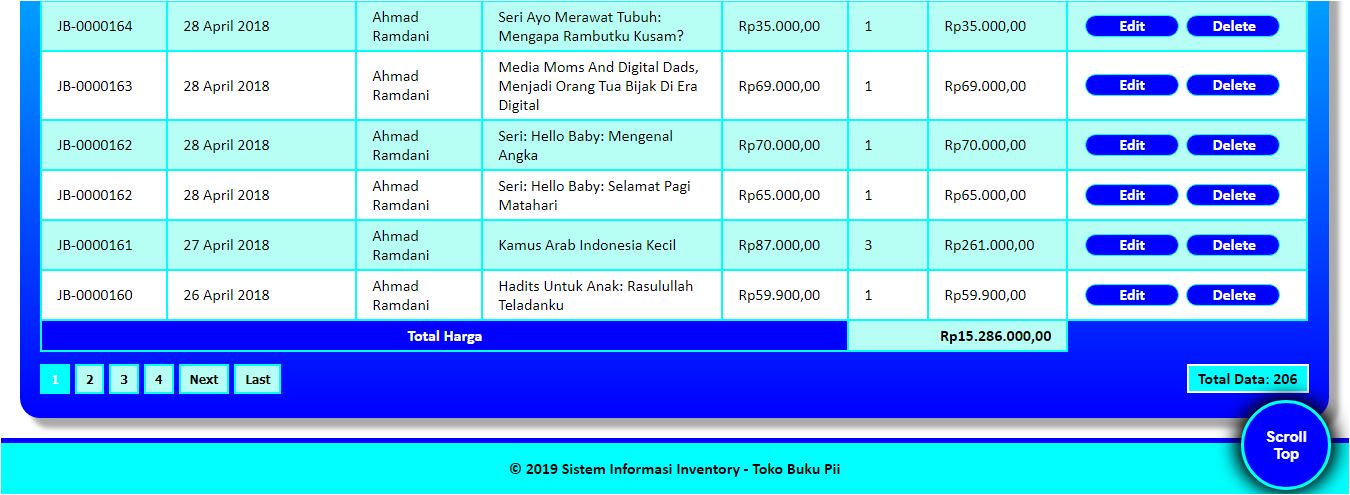 JB-0000164 28 April 2018 Ahmad Ramdani Seri Ayo Merawat Tubuh: Mengapa Rambutku Kusam? Rp35.000,00 1 Rp35.000,00 Edit Delete
JB-0000163 28 April 2018 Ahmad Ramdani Media Moms And Digital Dads, Menjadi Orang Tua Bijak Di Era Digital Rp69.000,00 1 Rp69.000,00 Edit Delete
JB-0000162 28 April 2018 Ahmad Ramdani Seri: Hello Baby: Mengenal Angka Rp70.000,00 1 Rp70.000,00 Edit Delete
JB-0000162 28 April 2018 Ahmad Ramdani Seri: Hello Baby: Selamat Pagi Matahari Rp65.000,00 1 Rp65.000,00 Edit Delete
JB-0000161 27 April 2018 Ahmad Ramdani Kamus Arab Indonesia Kecil Rp87.000,00 3 Rp261.000,00 Edit Delete
JB-0000160 26 April 2018 Ahmad Ramdani Hadits Untuk Anak: Rasulullah Teladanku Rp59.900,00 1 Rp59.900,00 Edit Delete
Total Harga Rp15.286.000,00
1 2 3 4 Next Last Total Data: 206
Scroll Top
© 2019 Sistem Informasi Inventory - Toko Buku Pii